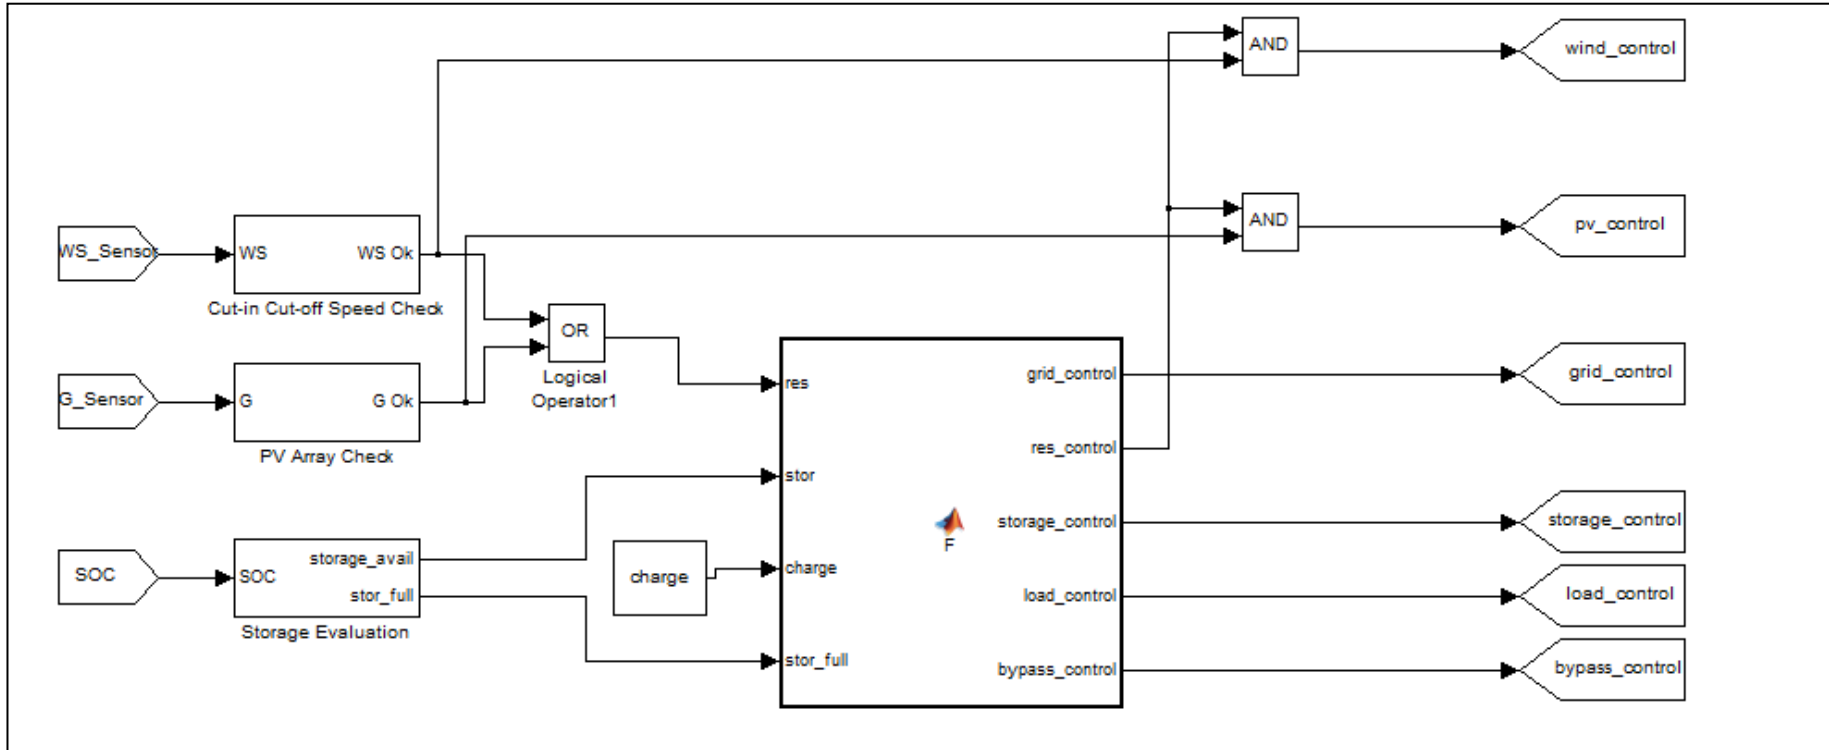 AND
wind_control
AND
pv_control
WS_Sensor
WS
WS Ok
Cut-in Cut-off Speed Check
OR
Logical
Operator1
G_Sensor
G
G Ok
PV Array Check
SOC
SOC
storage_avail
stor_full
Storage Evaluation
charge
res
stor
charge
stor_full
F
grid_control
res_control
storage_control
load_control
bypass_control
grid_control
storage_control
load_control
bypass_control